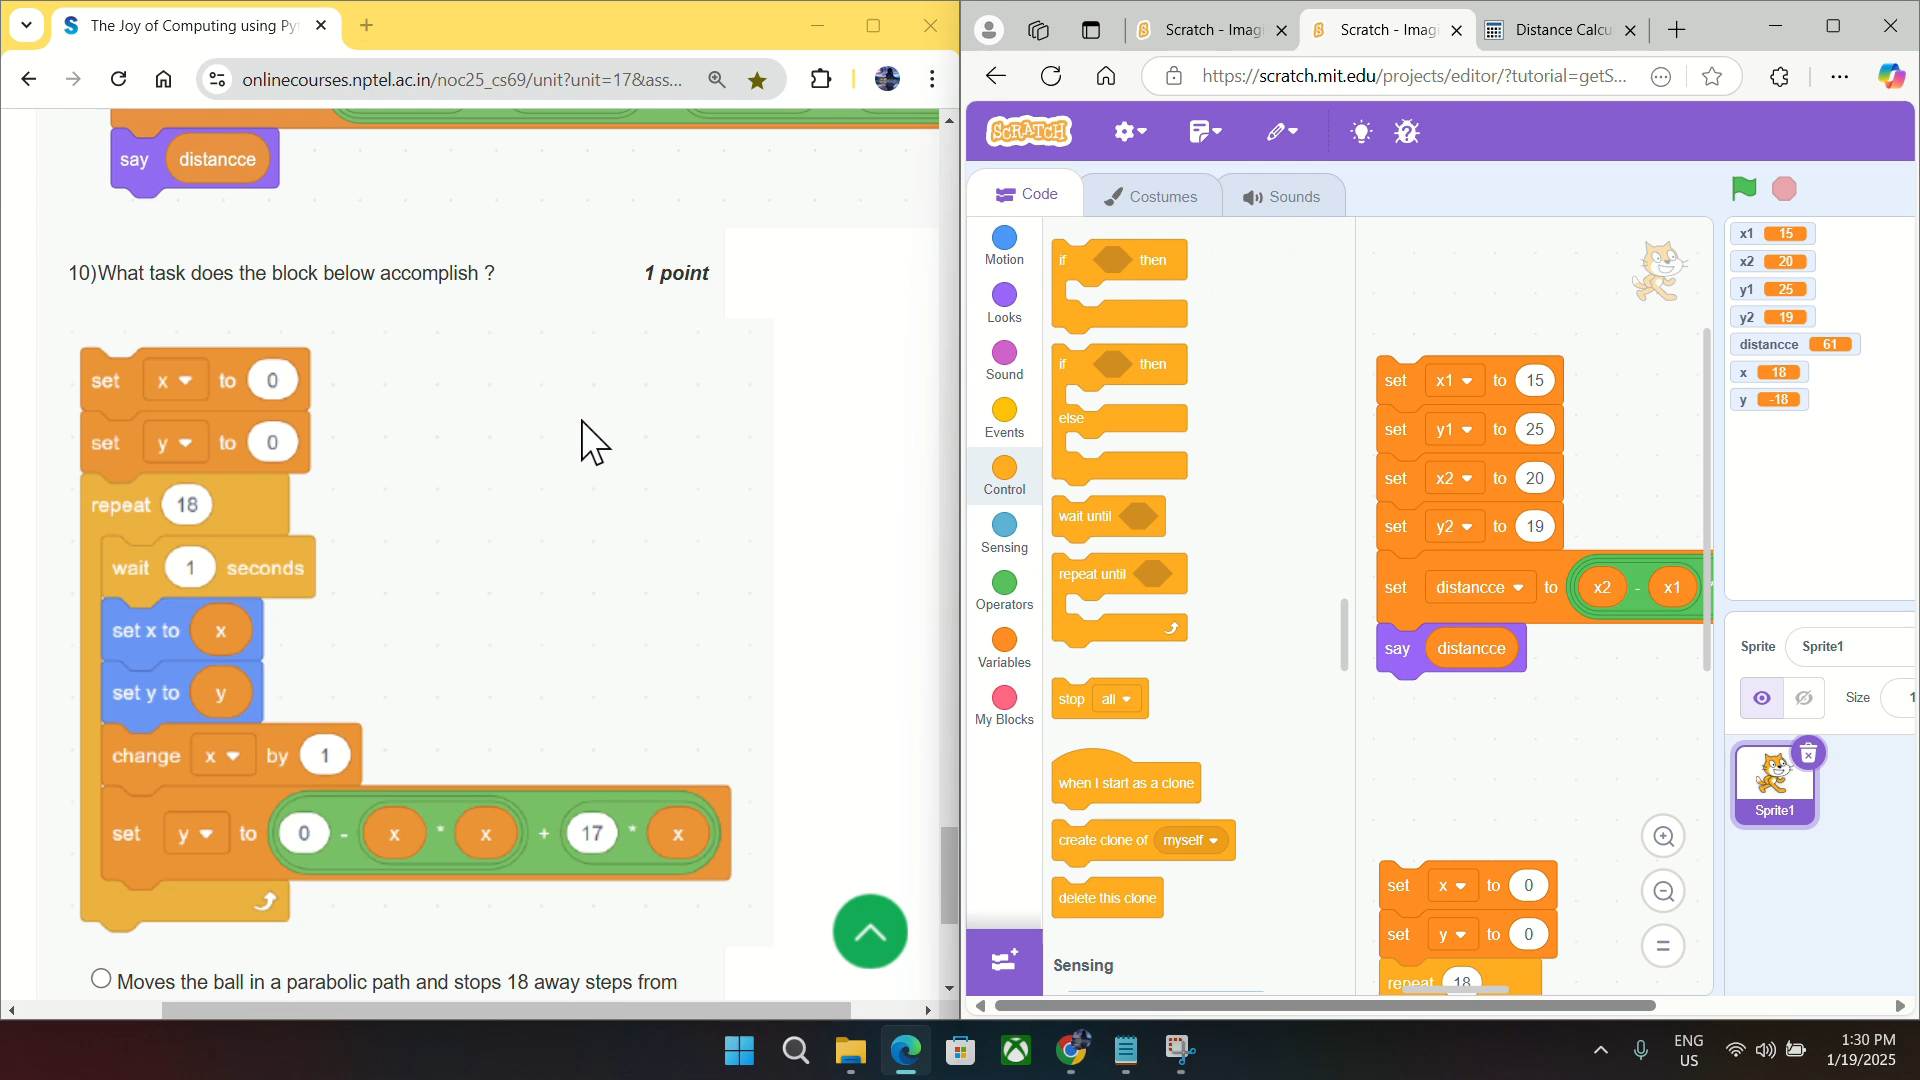 The Joy of Computing using Py
onlinecourses.nptel.ac.in/noc25_cs69/unit?unit=17&ass...
say distancce
10)What task does the block below accomplish ?
1 point
set x to 0
set y to 0
repeat 18
wait 1 seconds
set x to x
set y to y
change x by 1
set y to 0 - x * x + 17 * x
Moves the ball in a parabolic path and stops 18 away steps from
Scratch - Imag
Scratch - Imagi
Distance Calcu
https://scratch.mit.edu/projects/editor/?tutorial=getS...
SCRATCH
Code
Costumes
Sounds
Motion
Looks
Sound
Events
Control
Sensing
Operators
Variables
My Blocks
if then
if then
else
wait until
repeat until
stop all
when I start as a clone
create clone of myself
delete this clone
Sensing
set x1 to 15
set y1 to 25
set x2 to 20
set y2 to 19
set distancce to x2 - x1
say distancce
set x to 0
set y to 0
repeat 18
x1 15
x2 20
y1 25
y2 19
distancce 61
x 18
y -18
Sprite Sprite1
Size 1
Sprite1
ENG
US
1:30 PM
1/19/2025